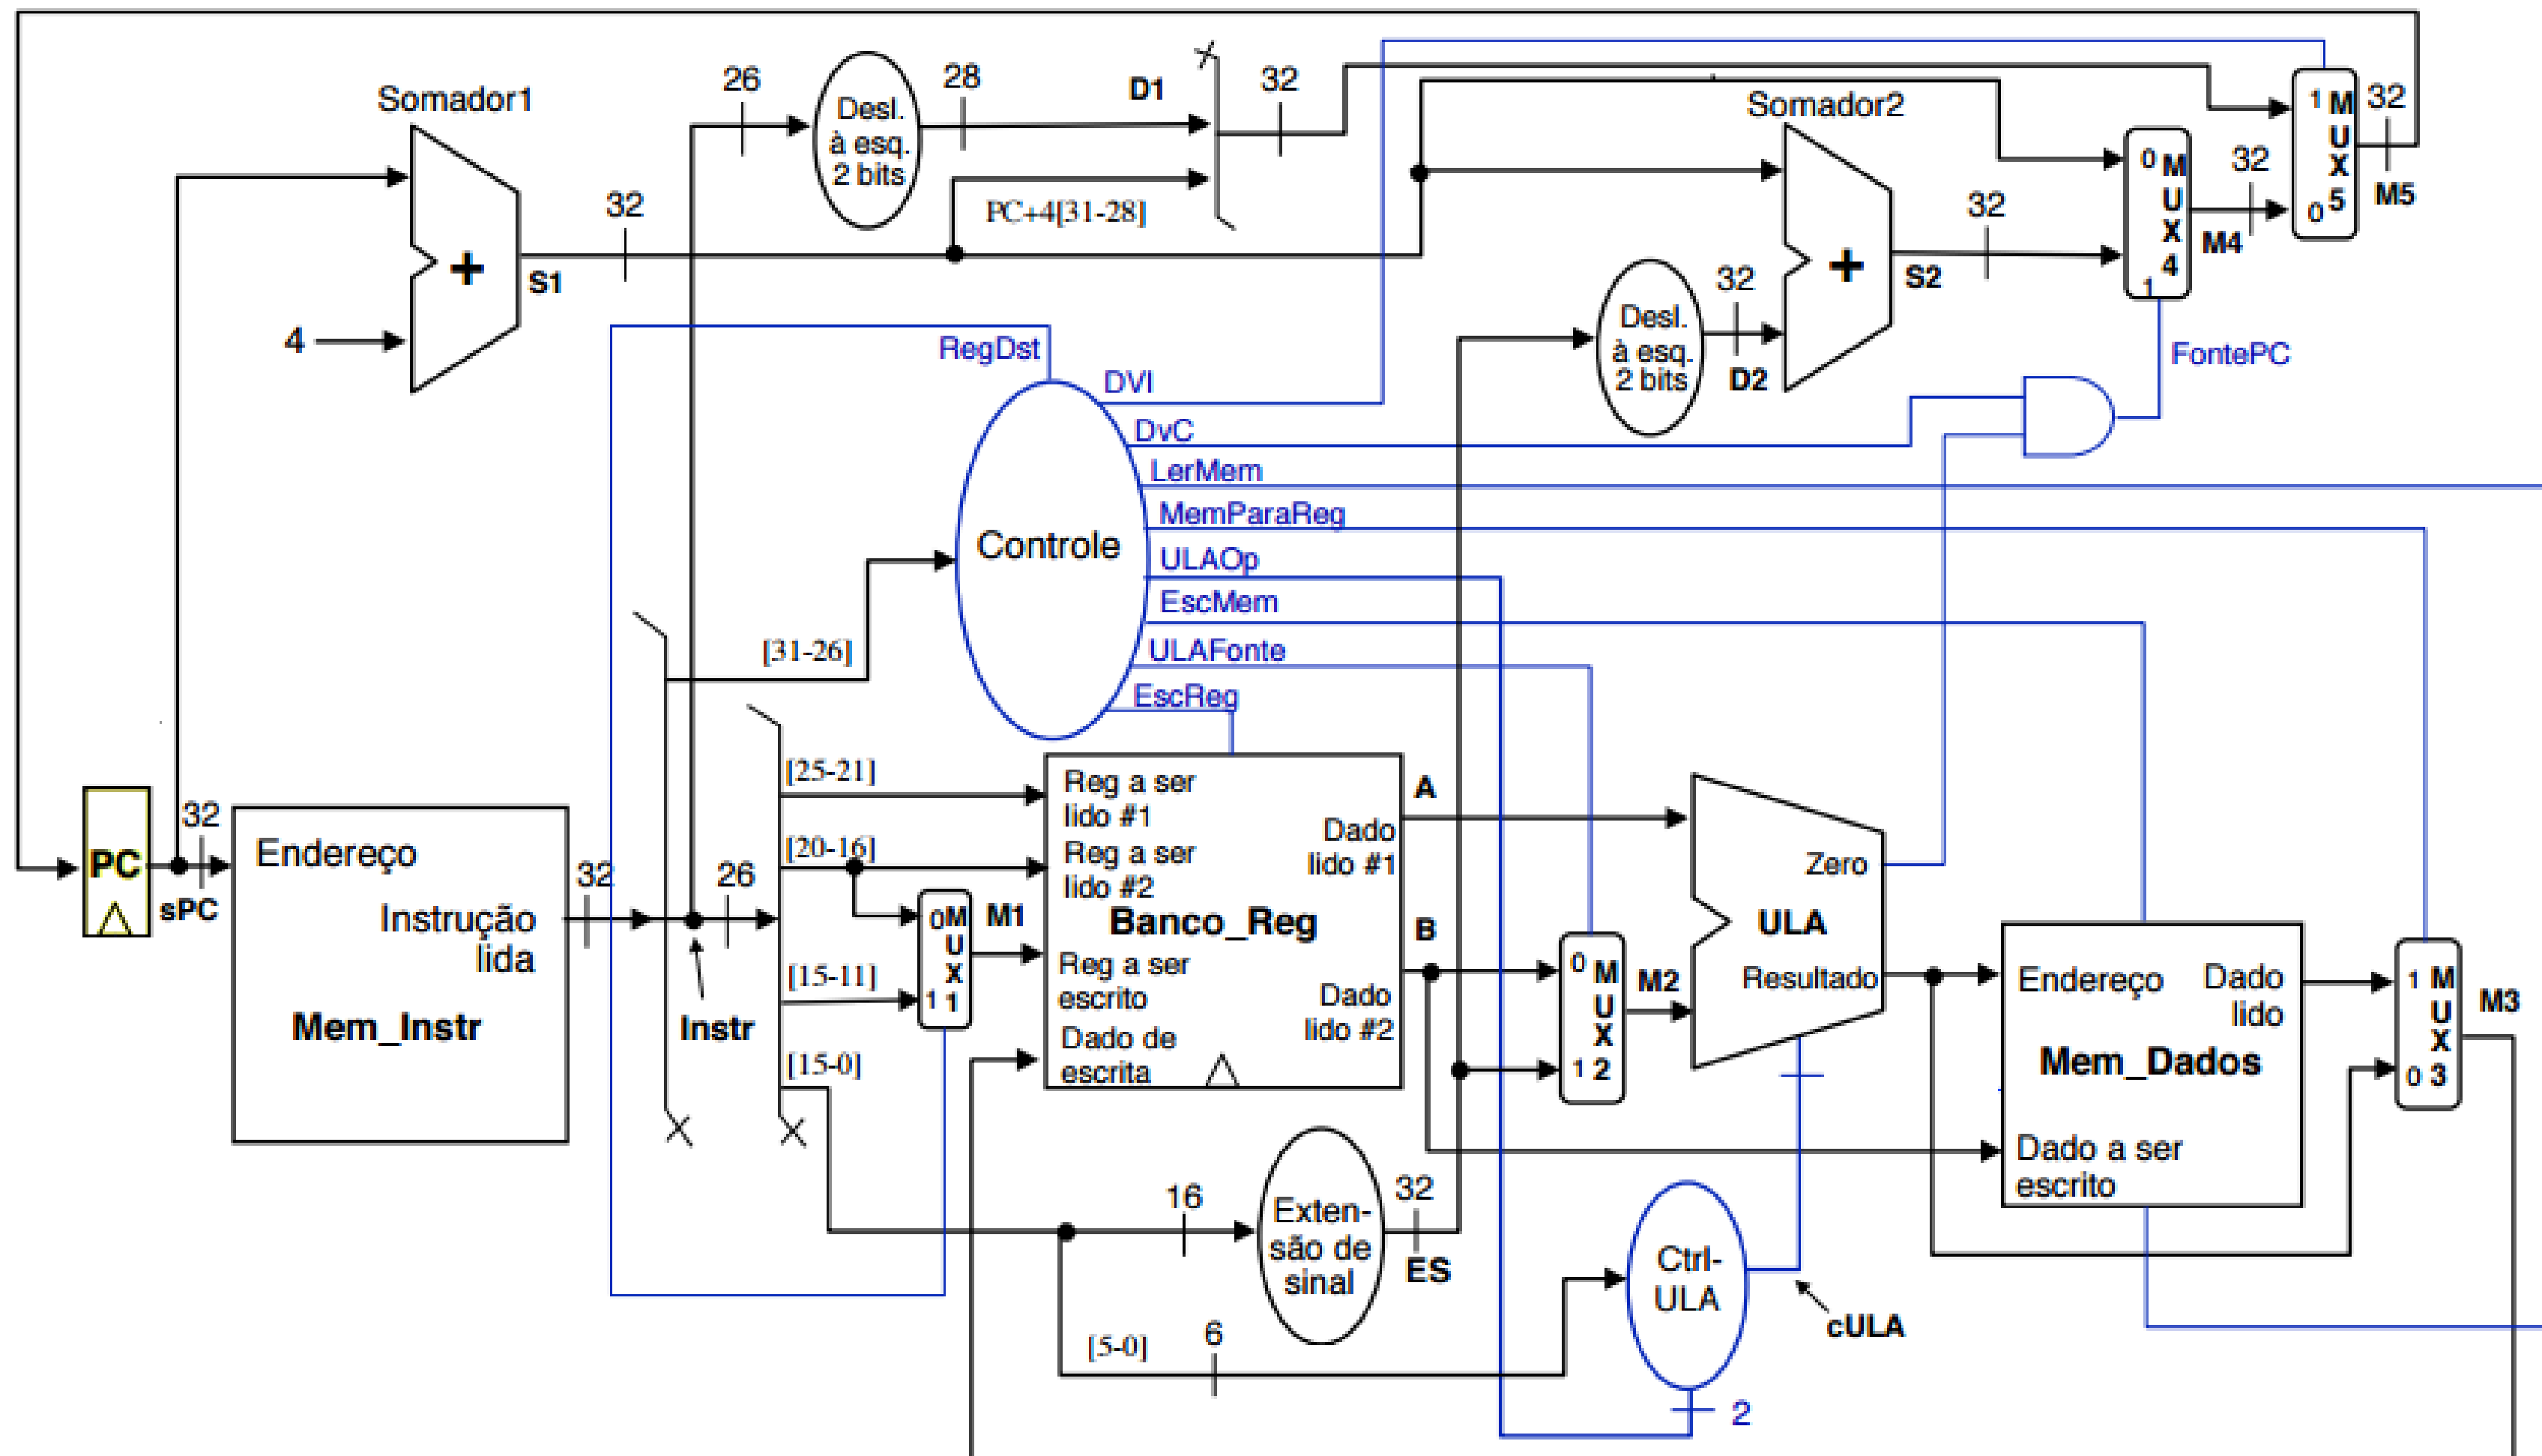 Somador1
26
28
D1
32
Somador2
1 M
U
X
0 5
32
M5
Desl.
à esq.
2 bits
PC+4[31-28]
32
S1
+
4
0 M
U
X
4
1
32
M4
32
S2
+
Desl.
à esq.
2 bits
32
D2
FontePC
RegDst
DVI
DvC
LerMem
MemParaReg
ULAOp
EscMem
ULAFonte
EscReg
Controle
[31-26]
[25-21]
[20-16]
[15-11]
[15-0]
PC
32
sPC
Endereço
Instrução
lida
Mem_Instr
32
26
Instr
0M
U
X
1 1
M1
Reg a ser
lido #1
Reg a ser
lido #2
Banco_Reg
Reg a ser
escrito
Dado de
escrita
Dado
lido #1
Dado
lido #2
A
B
0 M
U
X
1 2
M2
Zero
ULA
Resultado
Endereço
Dado
lido
Mem_Dados
Dado a ser
escrito
1 M
U
X
0 3
M3
16
Exten-
são de
sinal
32
ES
[5-0]
6
Ctrl-
ULA
cULA
2